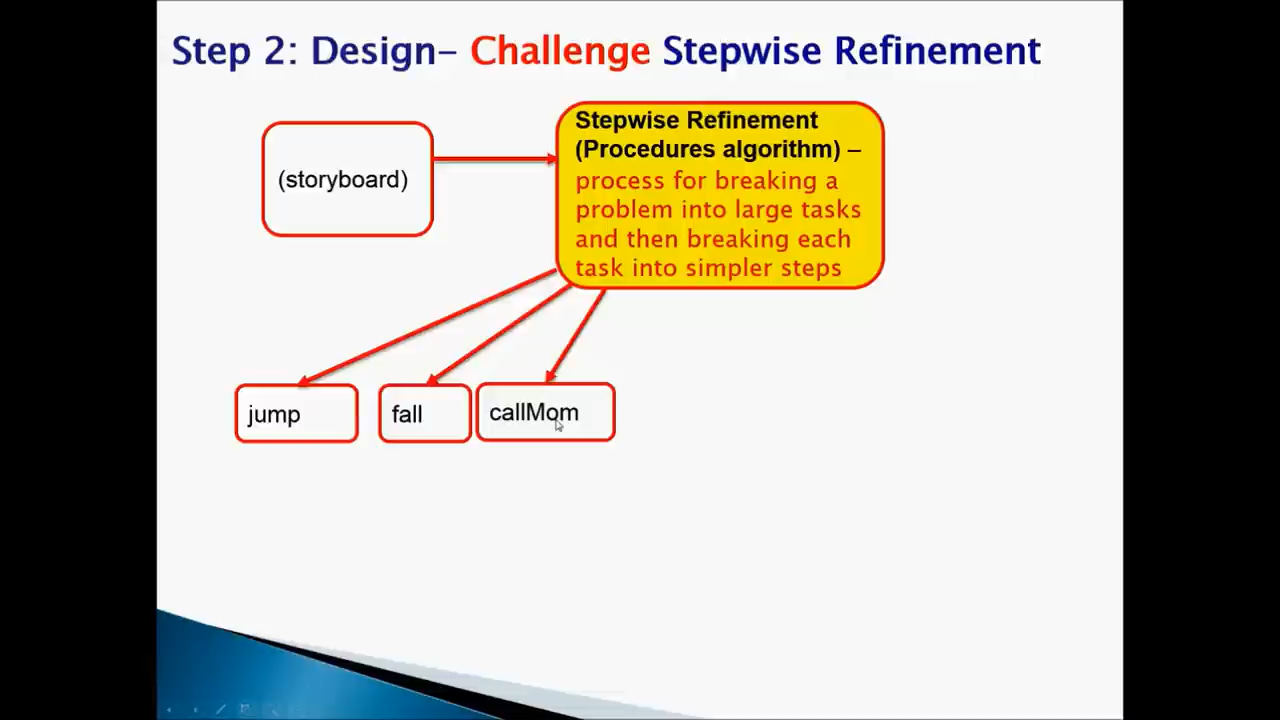 Step 2: Design– Challenge Stepwise Refinement
(storyboard)
Stepwise Refinement
(Procedures algorithm) –
process for breaking a
problem into large tasks
and then breaking each
task into simpler steps
jump
fall
callMom